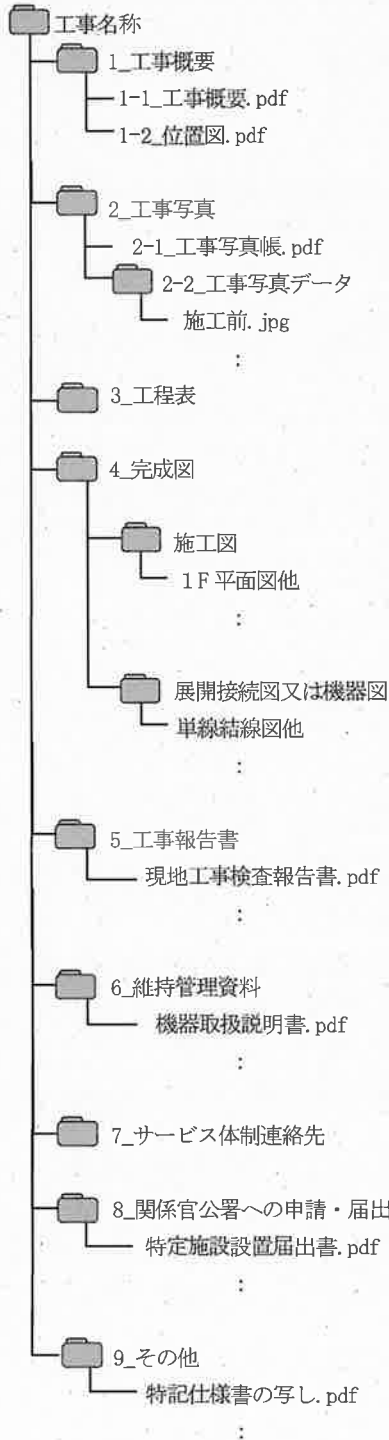 工事名称
1_工事概要
1-1_工事概要.pdf
1-2_位置図.pdf
2_工事写真
2-1_工事写真帳.pdf
2-2_工事写真データ
施工前.jpg
:
3_工程表
4_完成図
施工図
1F平面図他
:
展開接続図又は機器図
単線結線図他
:
5_工事報告書
現地工事検査報告書.pdf
:
6_維持管理資料
機器取扱説明書.pdf
:
7_サービス体制連絡先
8_関係官公署への申請・届出
特定施設設置届出書.pdf
:
9_その他
特記仕様書の写し.pdf
: